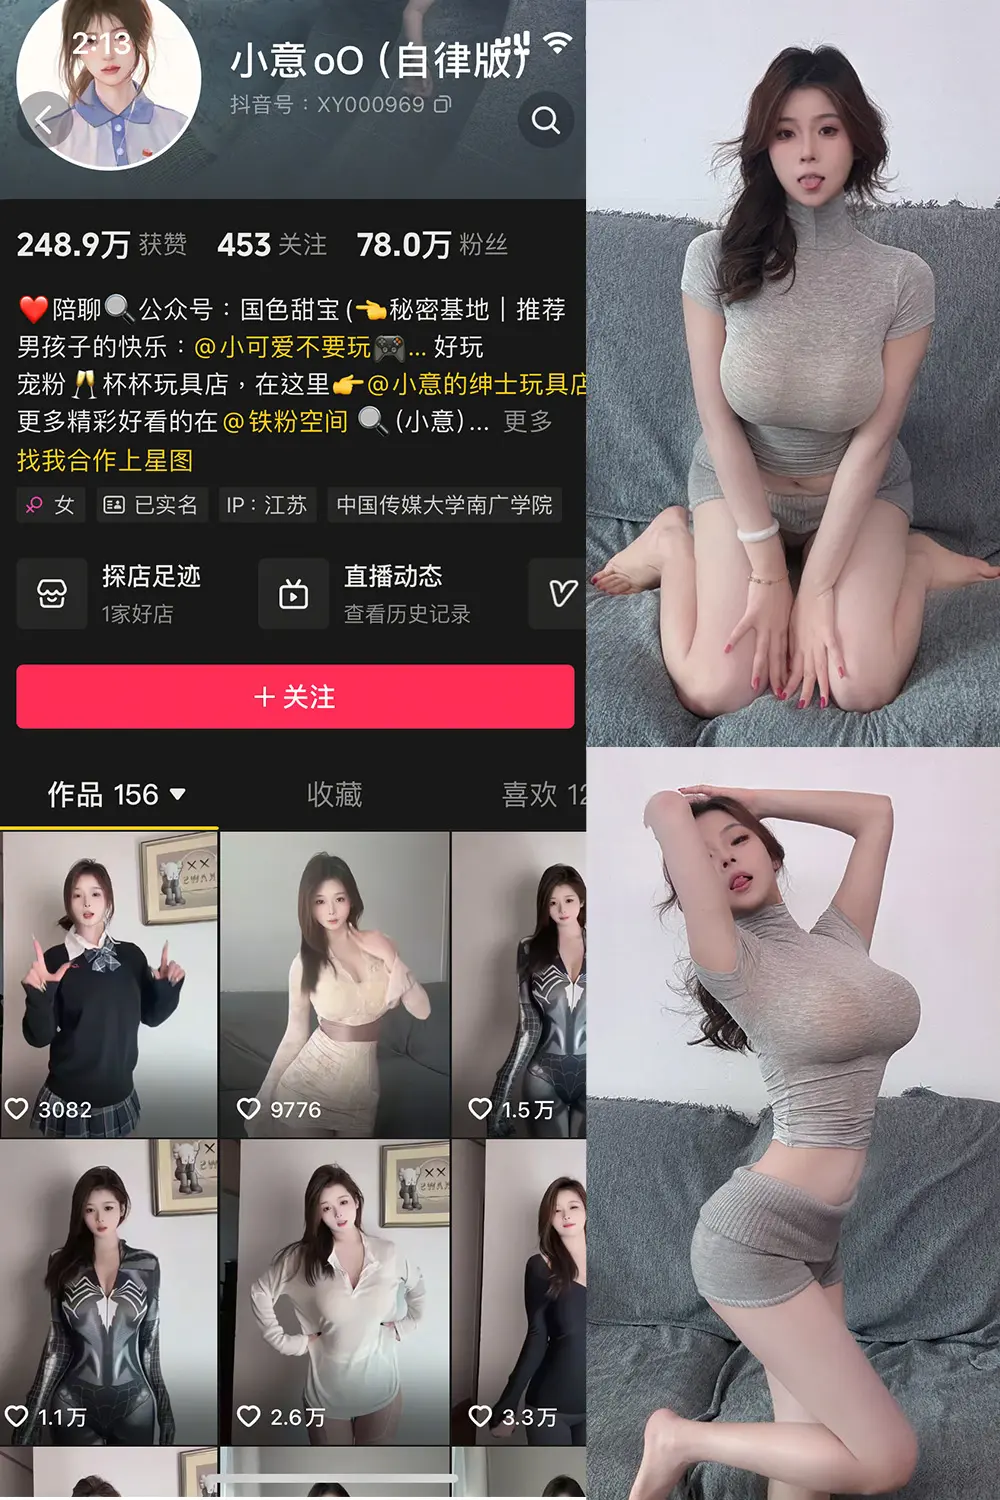 2:13
小意oO（自律版）
抖音号：XY000969
248.9万 获赞 453 关注 78.0万 粉丝
❤️陪聊🔍公众号：国色甜宝(👈秘密基地｜推荐
男孩子的快乐：@小可爱不要玩🎮... 好玩
宠粉🥂杯杯玩具店，在这里👉@小意的绅士玩具店
更多精彩好看的在@铁粉空间 🔍(小意)... 更多
找我合作上星图
女 已实名 IP：江苏 中国传媒大学南广学院
探店足迹 直播动态
1家好店 查看历史记录
＋关注
作品 156 收藏 喜欢 12
3082 9776 1.5万
1.1万 2.6万 3.3万